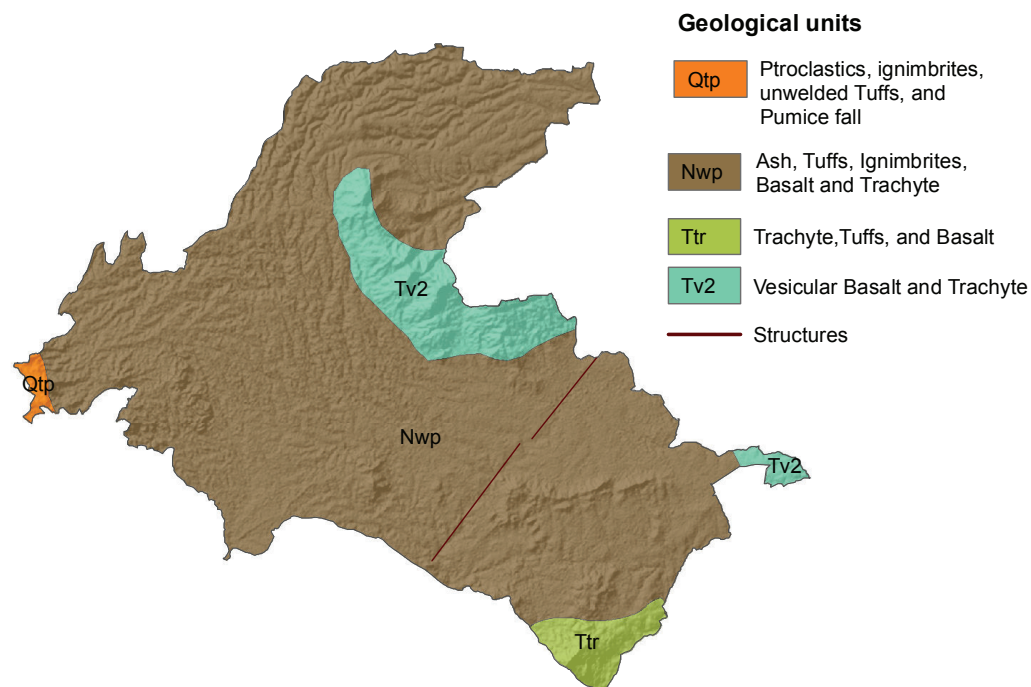 Geological units
Qtp
Ptroclastics, ignimbrites,
unwelded Tuffs, and
Pumice fall
Nwp
Ash, Tuffs, Ignimbrites,
Basalt and Trachyte
Ttr
Trachyte,Tuffs, and Basalt
Tv2
Vesicular Basalt and Trachyte
Structures
Tv2
Qtp
Nwp
Tv2
Ttr